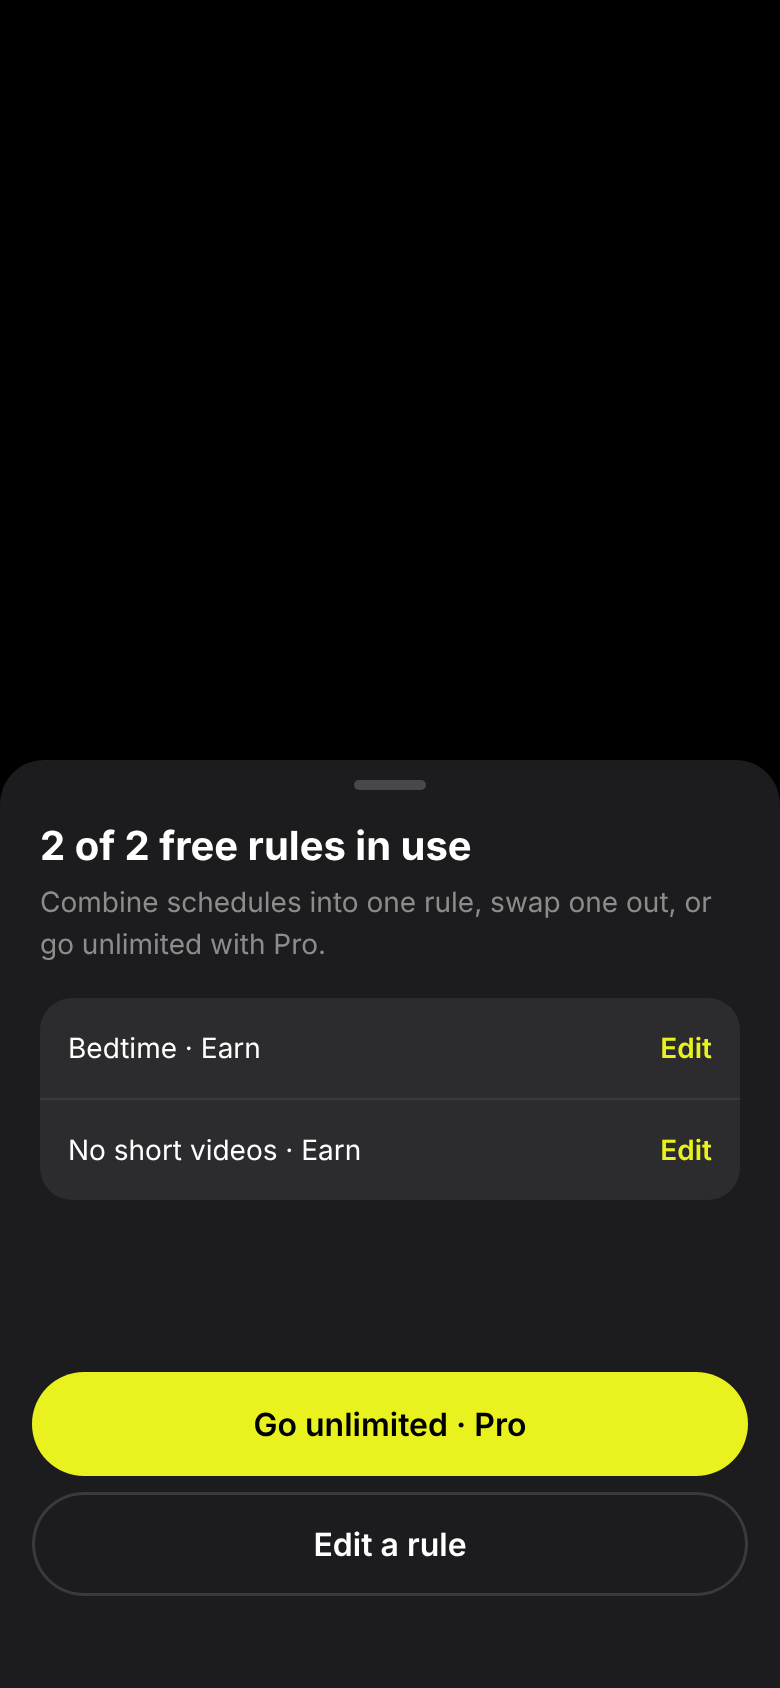 2 of 2 free rules in use
Combine schedules into one rule, swap one out, or
go unlimited with Pro.
Bedtime · Earn
Edit
No short videos · Earn
Edit
Go unlimited · Pro
Edit a rule